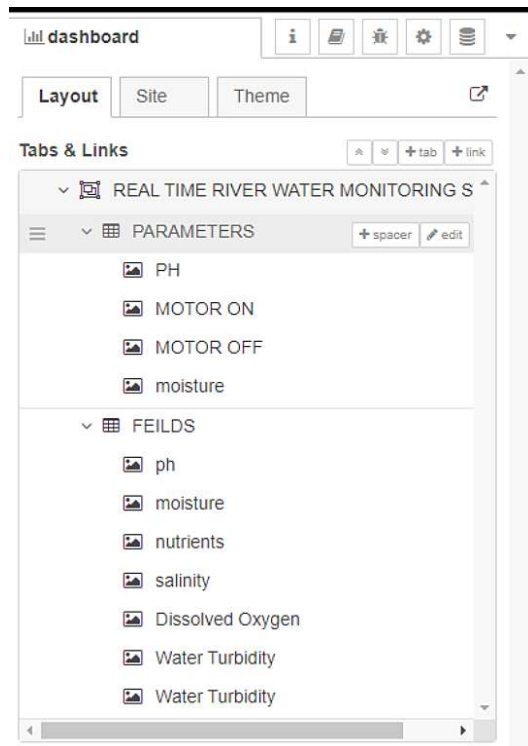 dashboard
i
Layout Site Theme
Tabs & Links
+ tab + link
REAL TIME RIVER WATER MONITORING S
PARAMETERS
+ spacer edit
PH
MOTOR ON
MOTOR OFF
moisture
FEILDS
ph
moisture
nutrients
salinity
Dissolved Oxygen
Water Turbidity
Water Turbidity